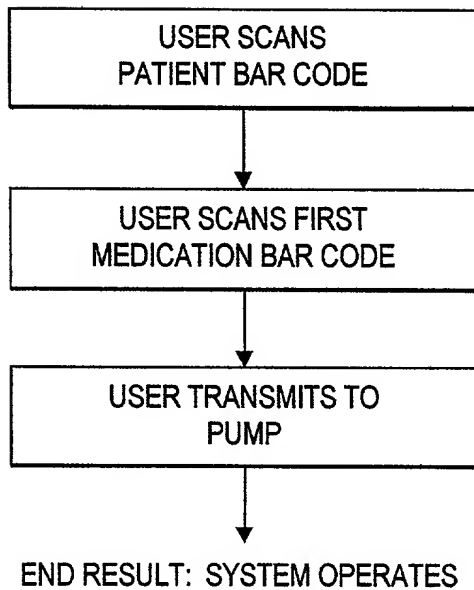 USER SCANS
PATIENT BAR CODE
USER SCANS FIRST
MEDICATION BAR CODE
USER TRANSMITS TO
PUMP
END RESULT: SYSTEM OPERATES